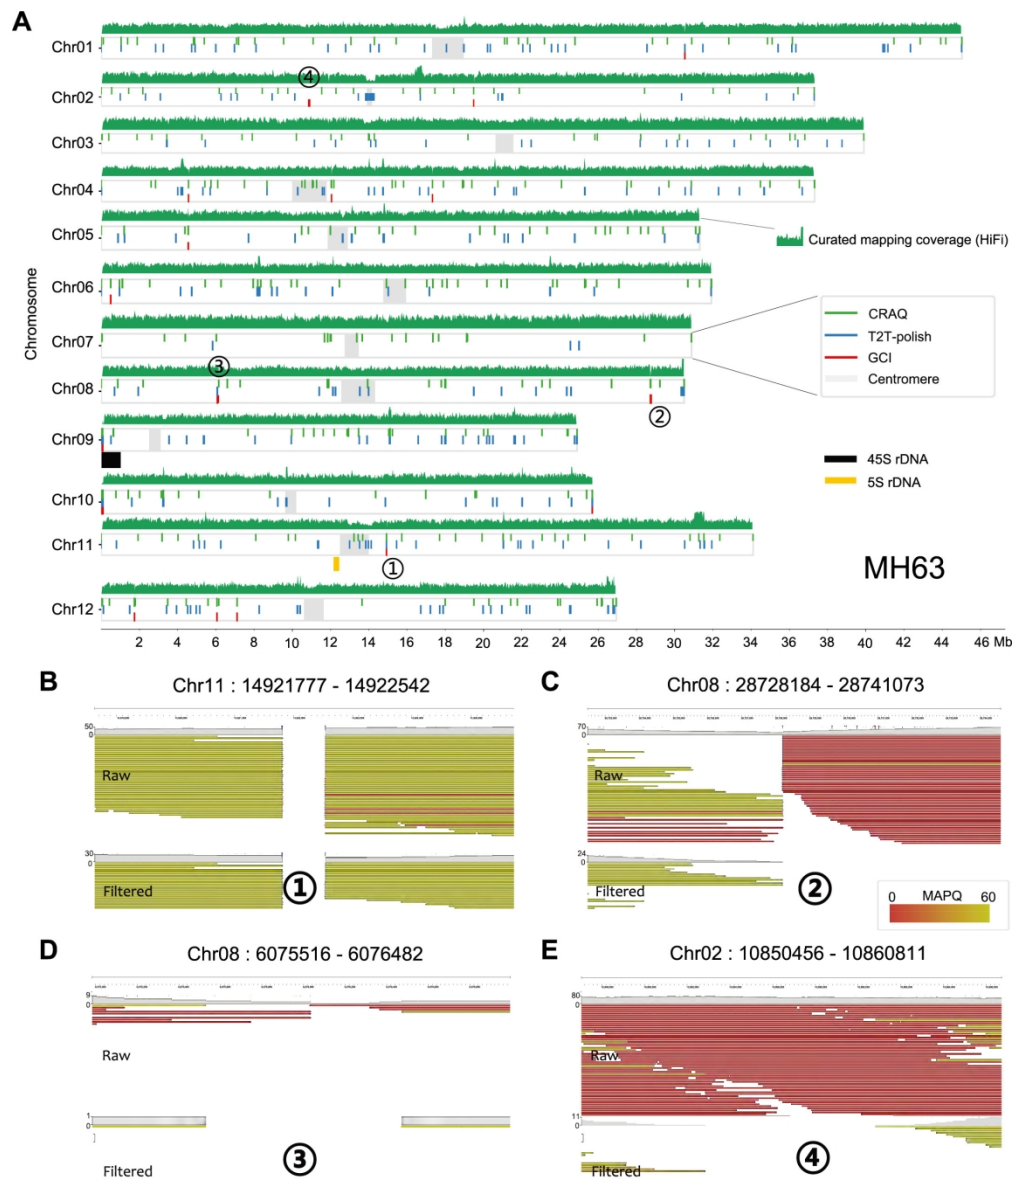 A
Chr01
④
Chr02
Chr03
Chr04
Chr05
Curated mapping coverage (HiFi)
Chr06
Chromosome
CRAQ
Chr07
T2T-polish
GCI
③
Centromere
Chr08
②
Chr09
45S rDNA
5S rDNA
Chr10
Chr11
①
MH63
Chr12
2 4 6 8 10 12 14 16 18 20 22 24 26 28 30 32 34 36 38 40 42 44 46 Mb
B
Chr11 : 14921777 - 14922542
50
0
Raw
30
0
Filtered
①
C
Chr08 : 28728184 - 28741073
70
0
Raw
24
0
Filtered
②
0 MAPQ 60
D
Chr08 : 6075516 - 6076482
9
0
Raw
1
0
Filtered
③
E
Chr02 : 10850456 - 10860811
80
0
Raw
11
0
Filtered
④